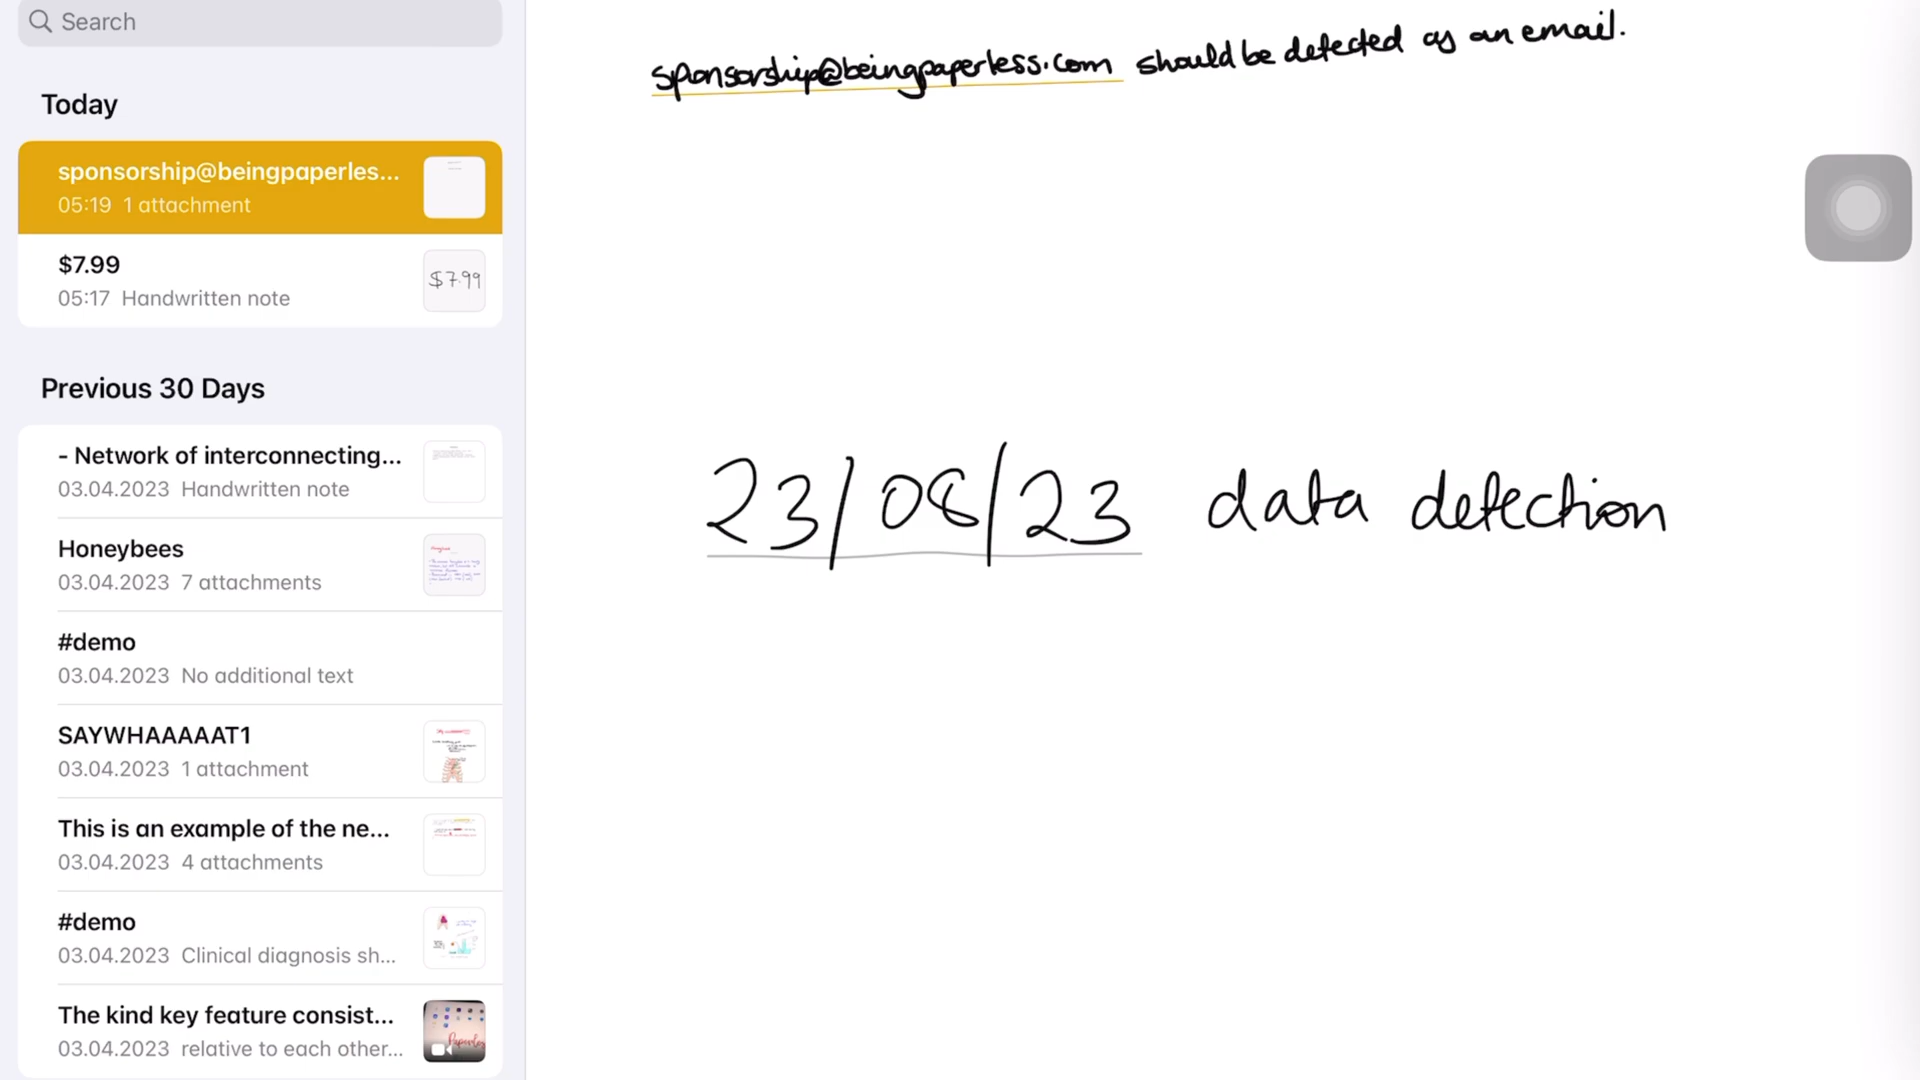 Search
Today
sponsorship@beingpaperles...
05:19 1 attachment
$7.99
05:17 Handwritten note
$7.99
Previous 30 Days
- Network of interconnecting...
03.04.2023 Handwritten note
Honeybees
03.04.2023 7 attachments
#demo
03.04.2023 No additional text
SAYWHAAAAAT1
03.04.2023 1 attachment
This is an example of the ne...
03.04.2023 4 attachments
#demo
03.04.2023 Clinical diagnosis sh...
The kind key feature consist...
03.04.2023 relative to each other...
sponsorship@beingpaperless.com should be detected as an email.
23/08/23 data detection